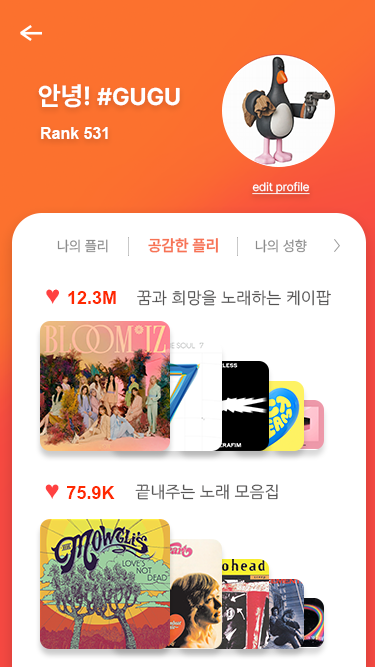 안녕! #GUGU
Rank 531
edit profile
나의 플리
공감한 플리
나의 성향
12.3M
꿈과 희망을 노래하는 케이팝
BLOOM*IZ
E SOUL 7
7
LESS
ERAFIM
75.9K
끝내주는 노래 모음집
THE MOWGLI'S
LOVE'S
NOT
DEAD
ohead